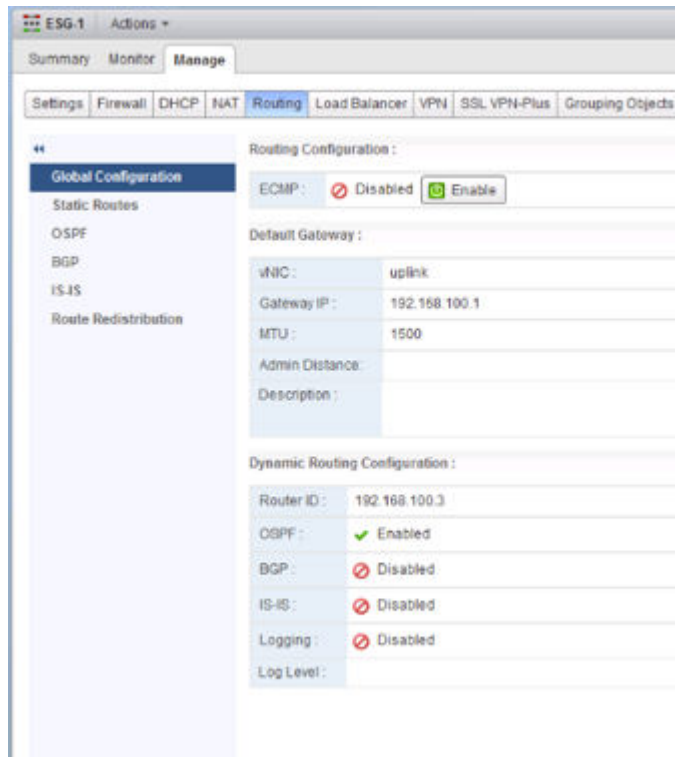 ESG-1 Actions
Summary Monitor Manage
Settings Firewall DHCP NAT Routing Load Balancer VPN SSL VPN-Plus Grouping Objects
Global Configuration
Static Routes
OSPF
BGP
IS-IS
Route Redistribution
Routing Configuration :
ECMP : Disabled Enable
Default Gateway :
vNIC : uplink
Gateway IP : 192.168.100.1
MTU : 1500
Admin Distance:
Description :
Dynamic Routing Configuration :
Router ID : 192.168.100.3
OSPF : Enabled
BGP : Disabled
IS-IS : Disabled
Logging : Disabled
Log Level :